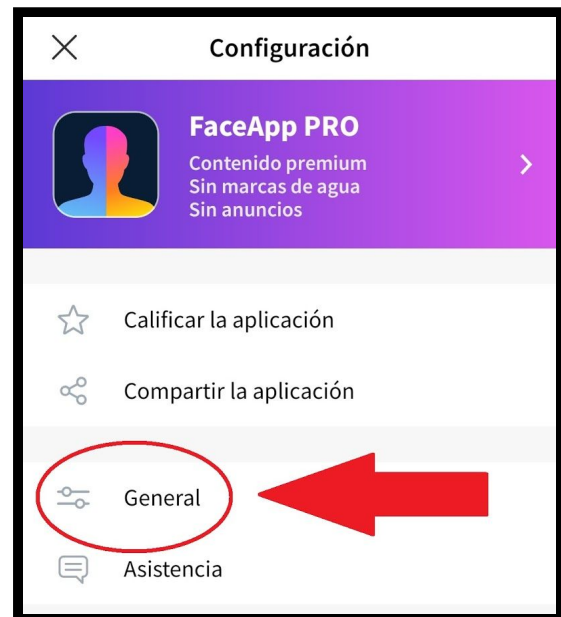 Configuración
FaceApp PRO
Contenido premium
Sin marcas de agua
Sin anuncios
Calificar la aplicación
Compartir la aplicación
General
Asistencia